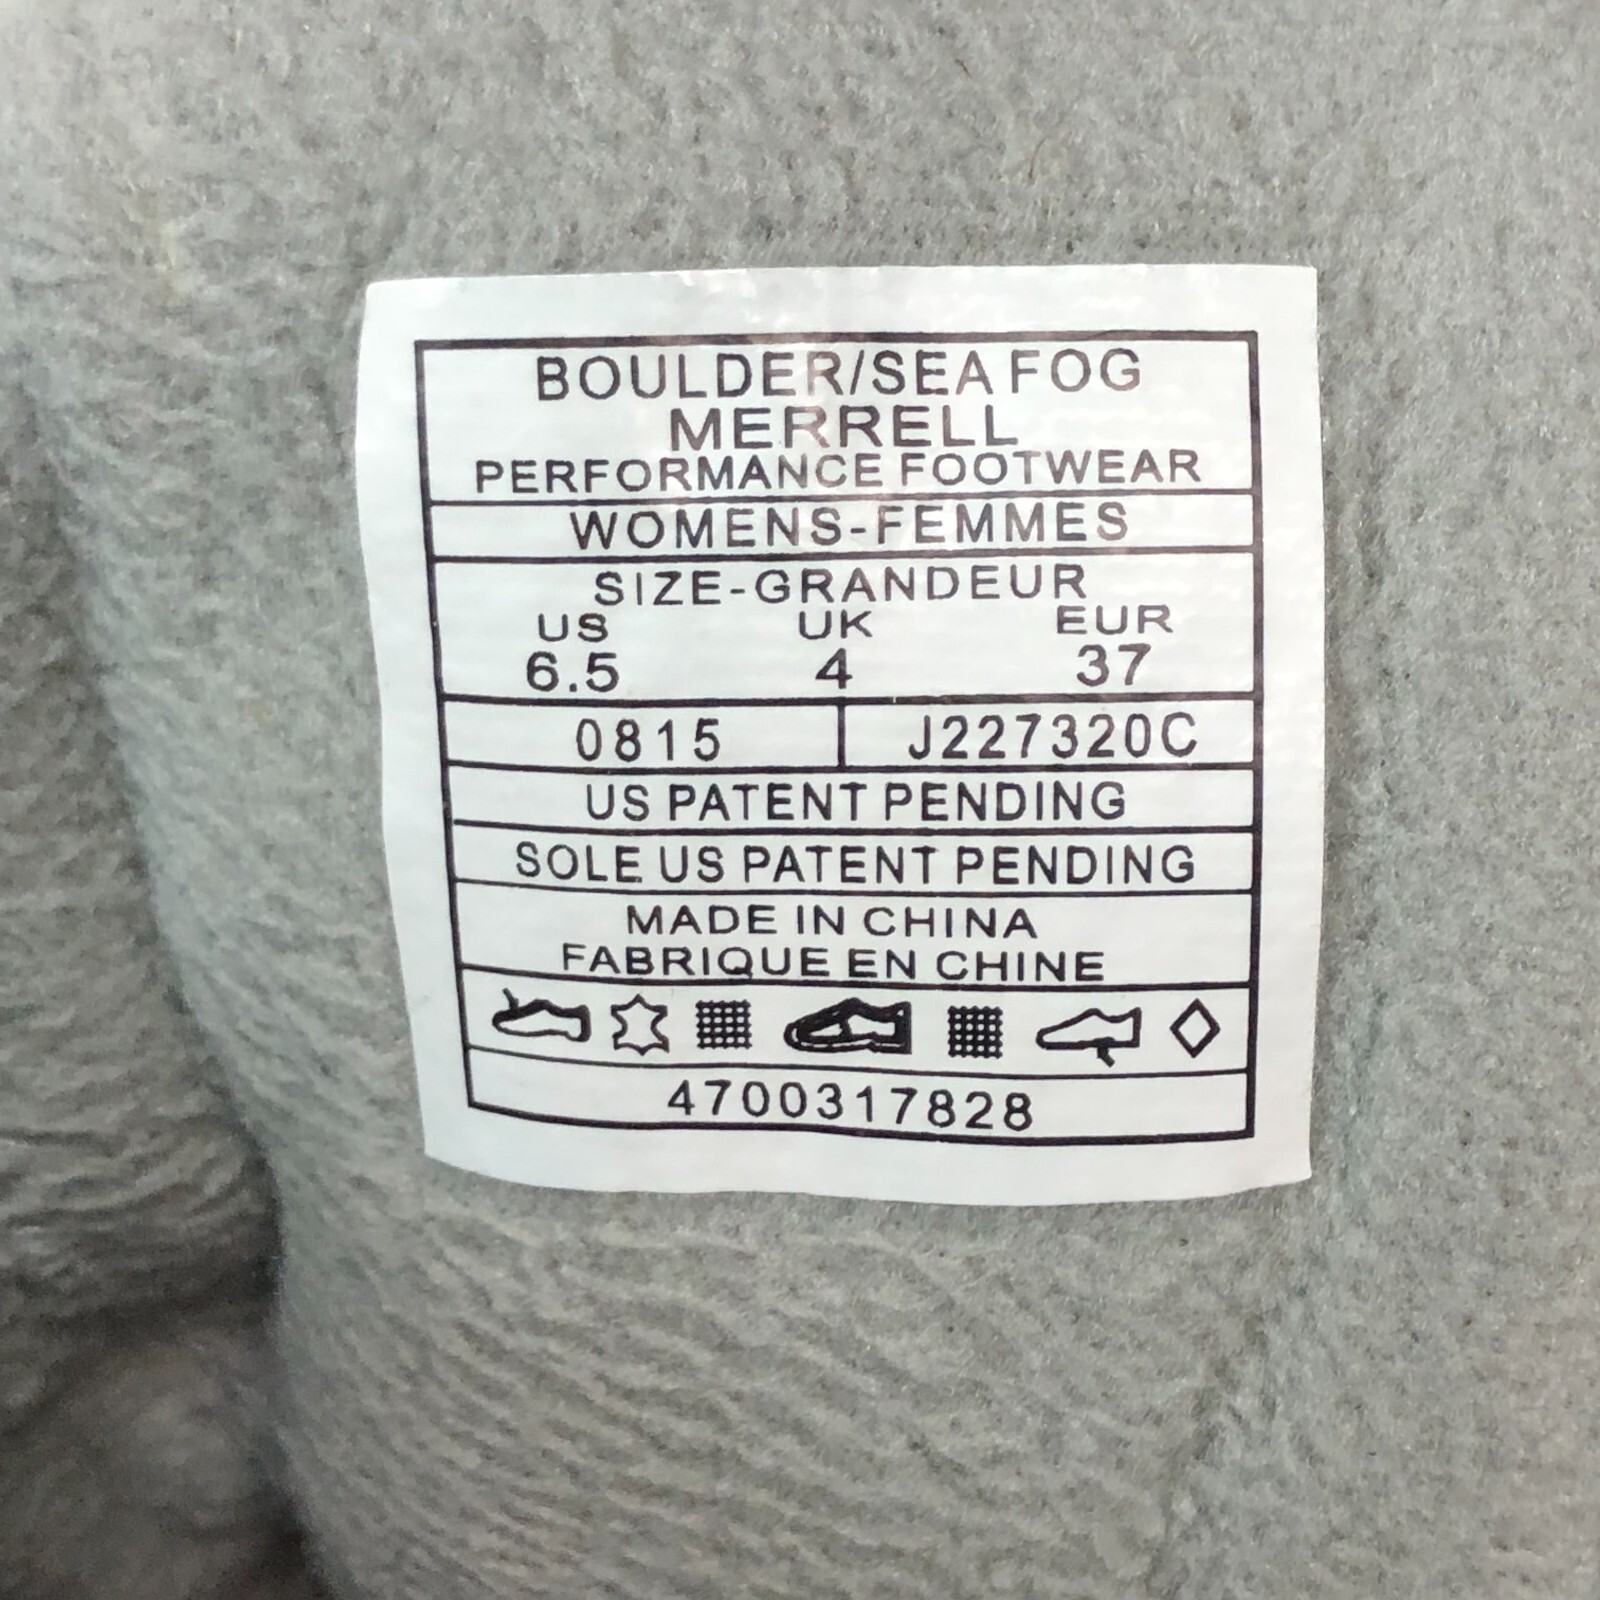 BOULDER/SEA FOG
MERRELL
PERFORMANCE FOOTWEAR
WOMENS-FEMMES
SIZE-GRANDEUR
US UK EUR
6.5 4 37
0815 J227320C
US PATENT PENDING
SOLE US PATENT PENDING
MADE IN CHINA
FABRIQUE EN CHINE
4700317828